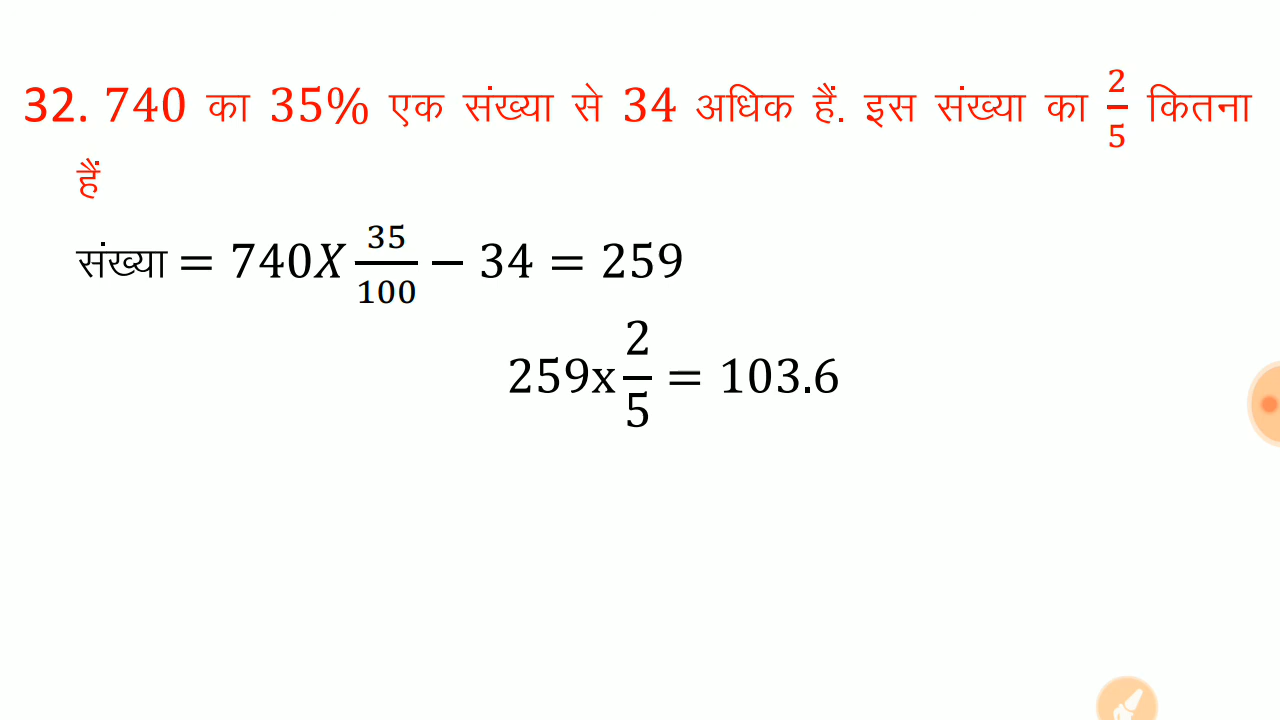 32. 740 का 35% एक संख्या से 34 अधिक हैं. इस संख्या का 2/5 कितना
हैं
संख्या = 740X 35/100 − 34 = 259
259x 2/5 = 103.6